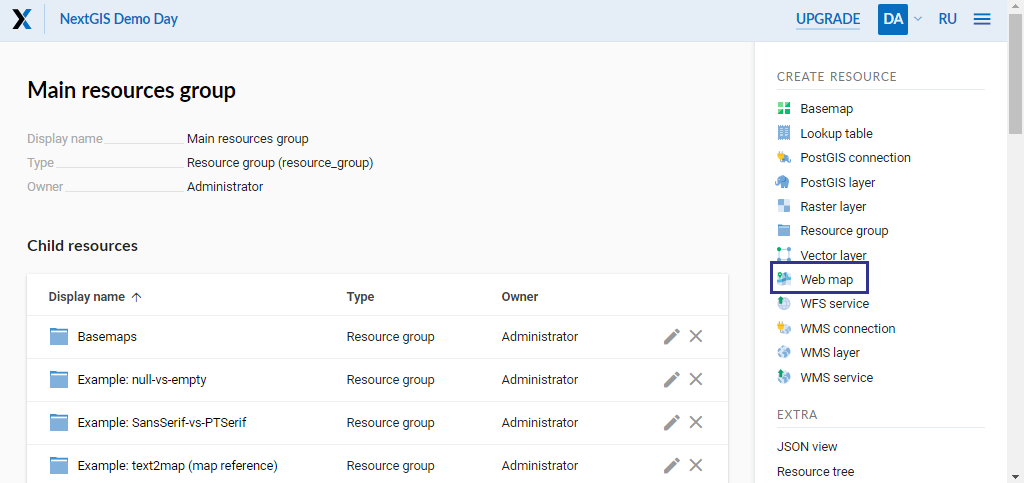 NextGIS Demo Day
UPGRADE
DA
RU
Main resources group
Display name Main resources group
Type Resource group (resource_group)
Owner Administrator
Child resources
Display name Type Owner
Basemaps Resource group Administrator
Example: null-vs-empty Resource group Administrator
Example: SansSerif-vs-PTSerif Resource group Administrator
Example: text2map (map reference) Resource group Administrator
CREATE RESOURCE
Basemap
Lookup table
PostGIS connection
PostGIS layer
Raster layer
Resource group
Vector layer
Web map
WFS service
WMS connection
WMS layer
WMS service
EXTRA
JSON view
Resource tree